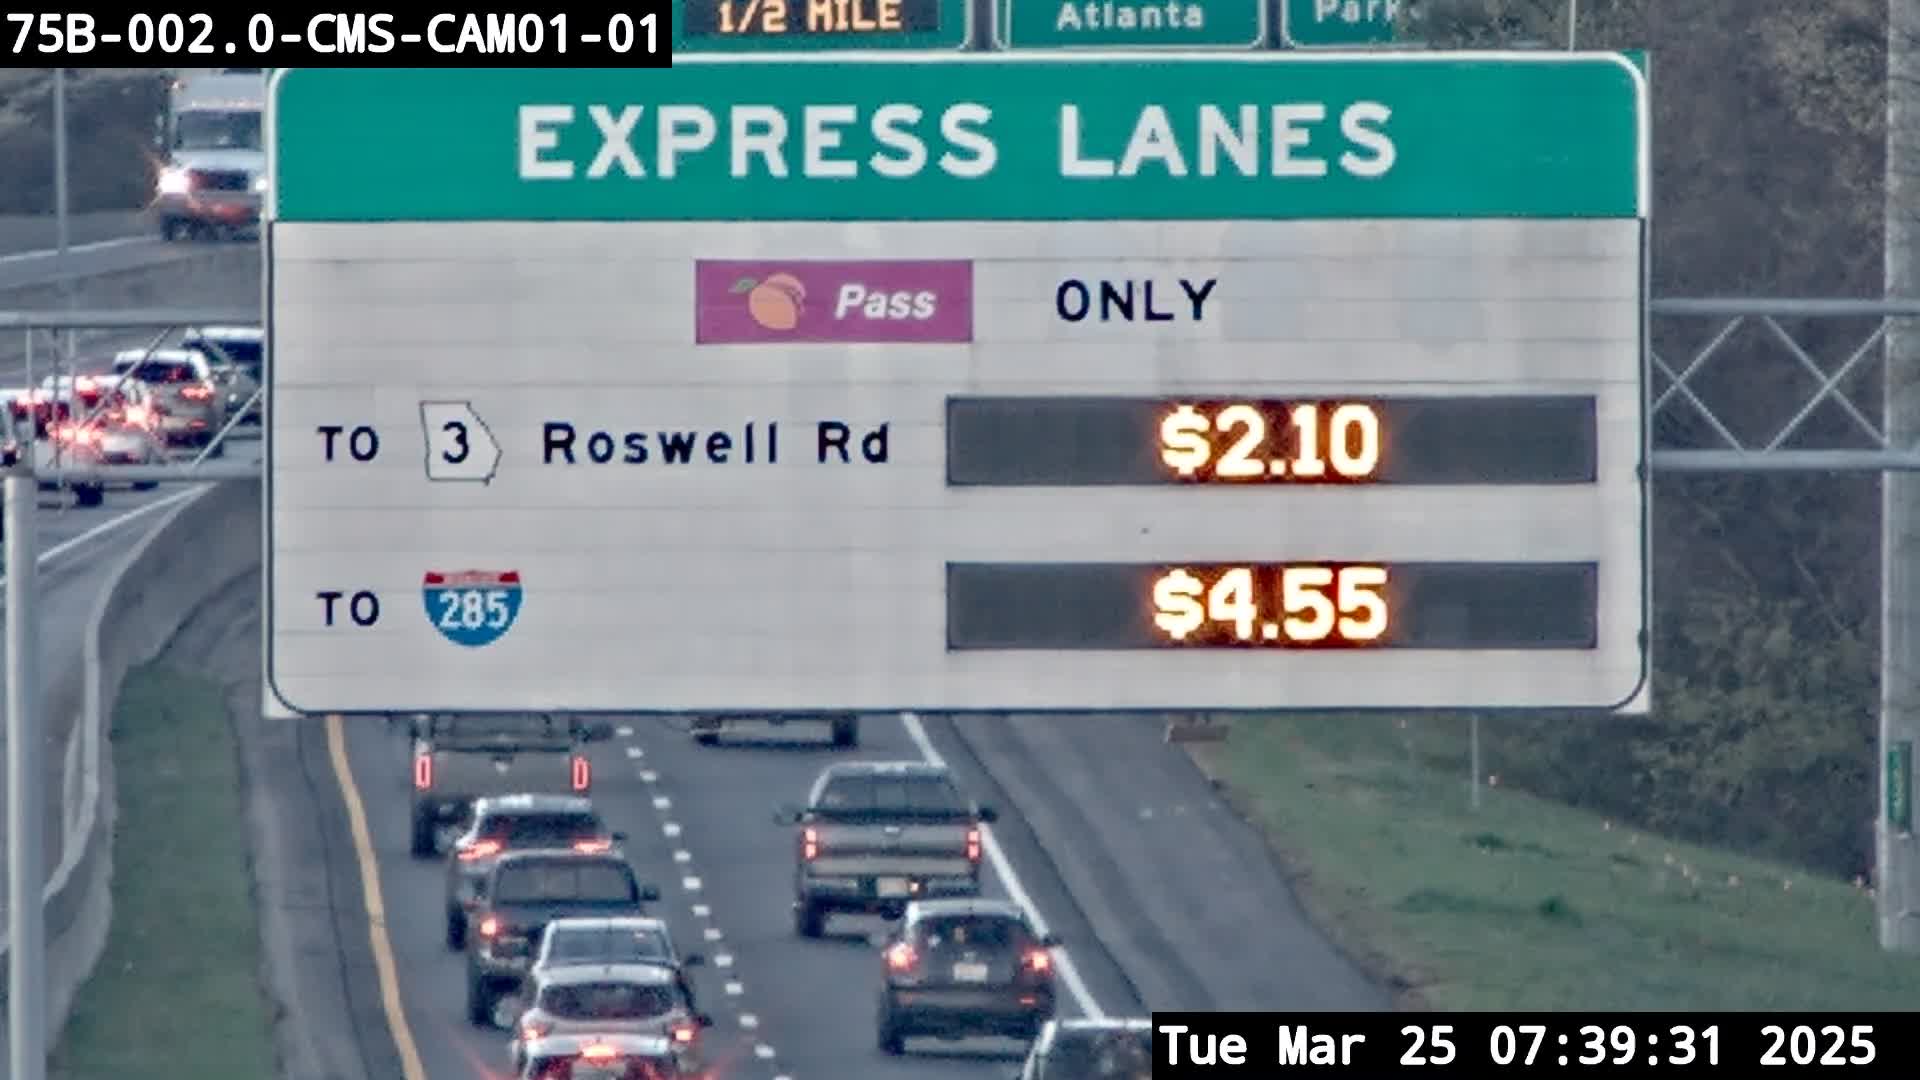 75B-002.0-CMS-CAM01-01
1/2 MILE
Atlanta
EXPRESS LANES
Pass ONLY
TO 3 Roswell Rd $2.10
TO 285 $4.55
Tue Mar 25 07:39:31 2025